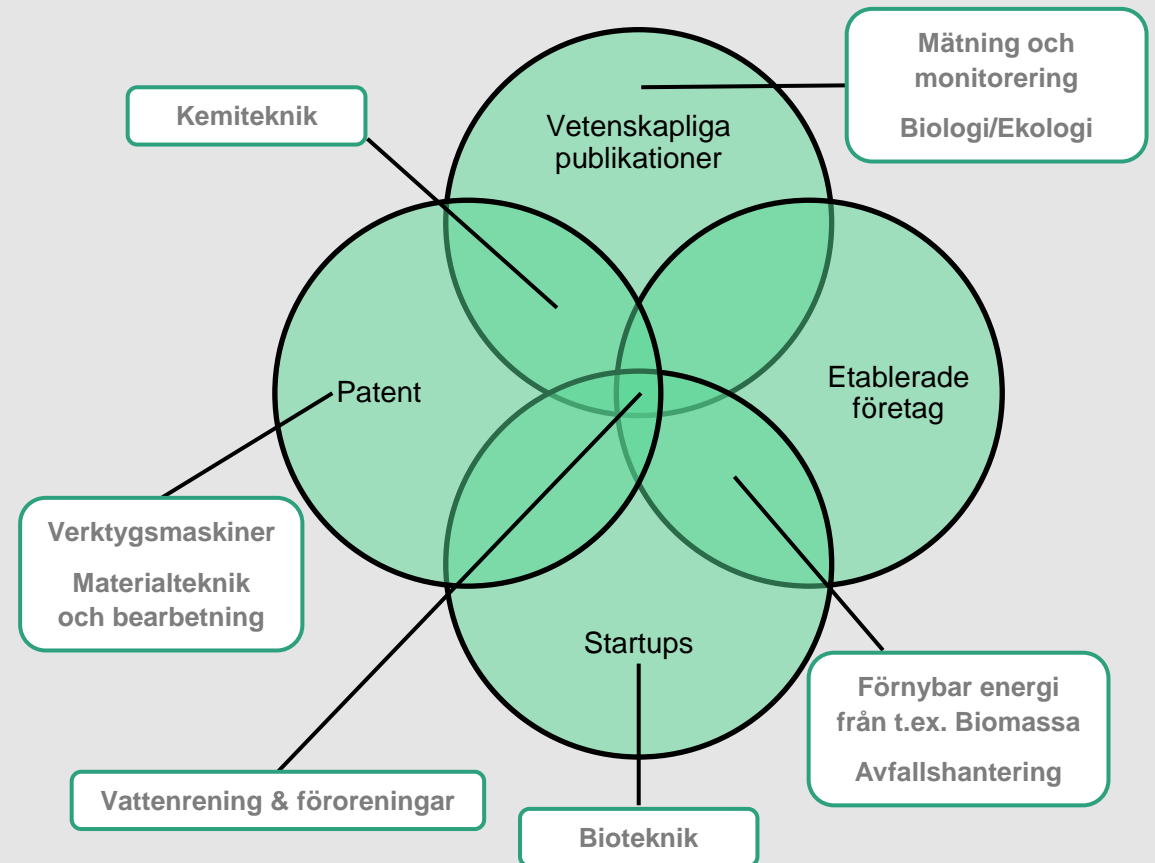 Mätning och
monitorering
Biologi/Ekologi
Kemiteknik
Vetenskapliga
publikationer
Patent
Etablerade
företag
Verktygsmaskiner
Materialteknik
och bearbetning
Startups
Förnybar energi
från t.ex. Biomassa
Avfallshantering
Vattenrening & föroreningar
Bioteknik